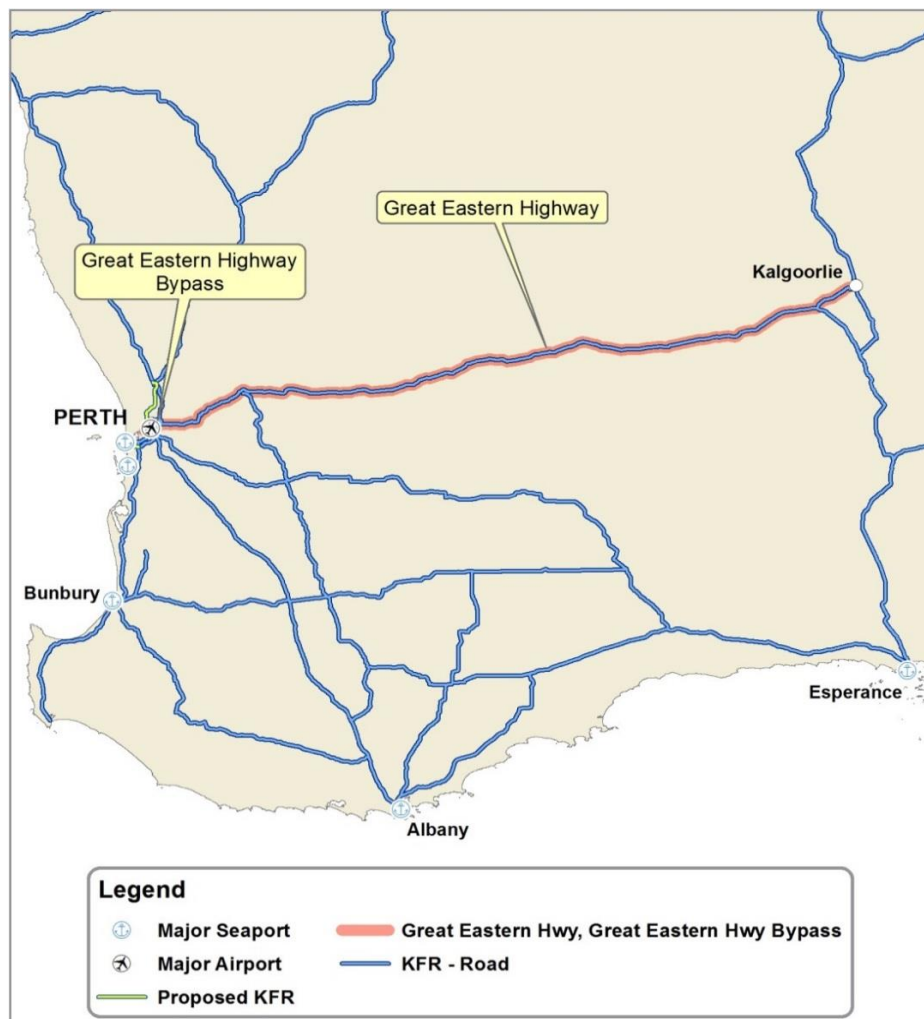 Great Eastern Highway
Great Eastern Highway
Bypass
Kalgoorlie
PERTH
Bunbury
Esperance
Albany
Legend
Major Seaport
Great Eastern Hwy, Great Eastern Hwy Bypass
Major Airport
KFR - Road
Proposed KFR